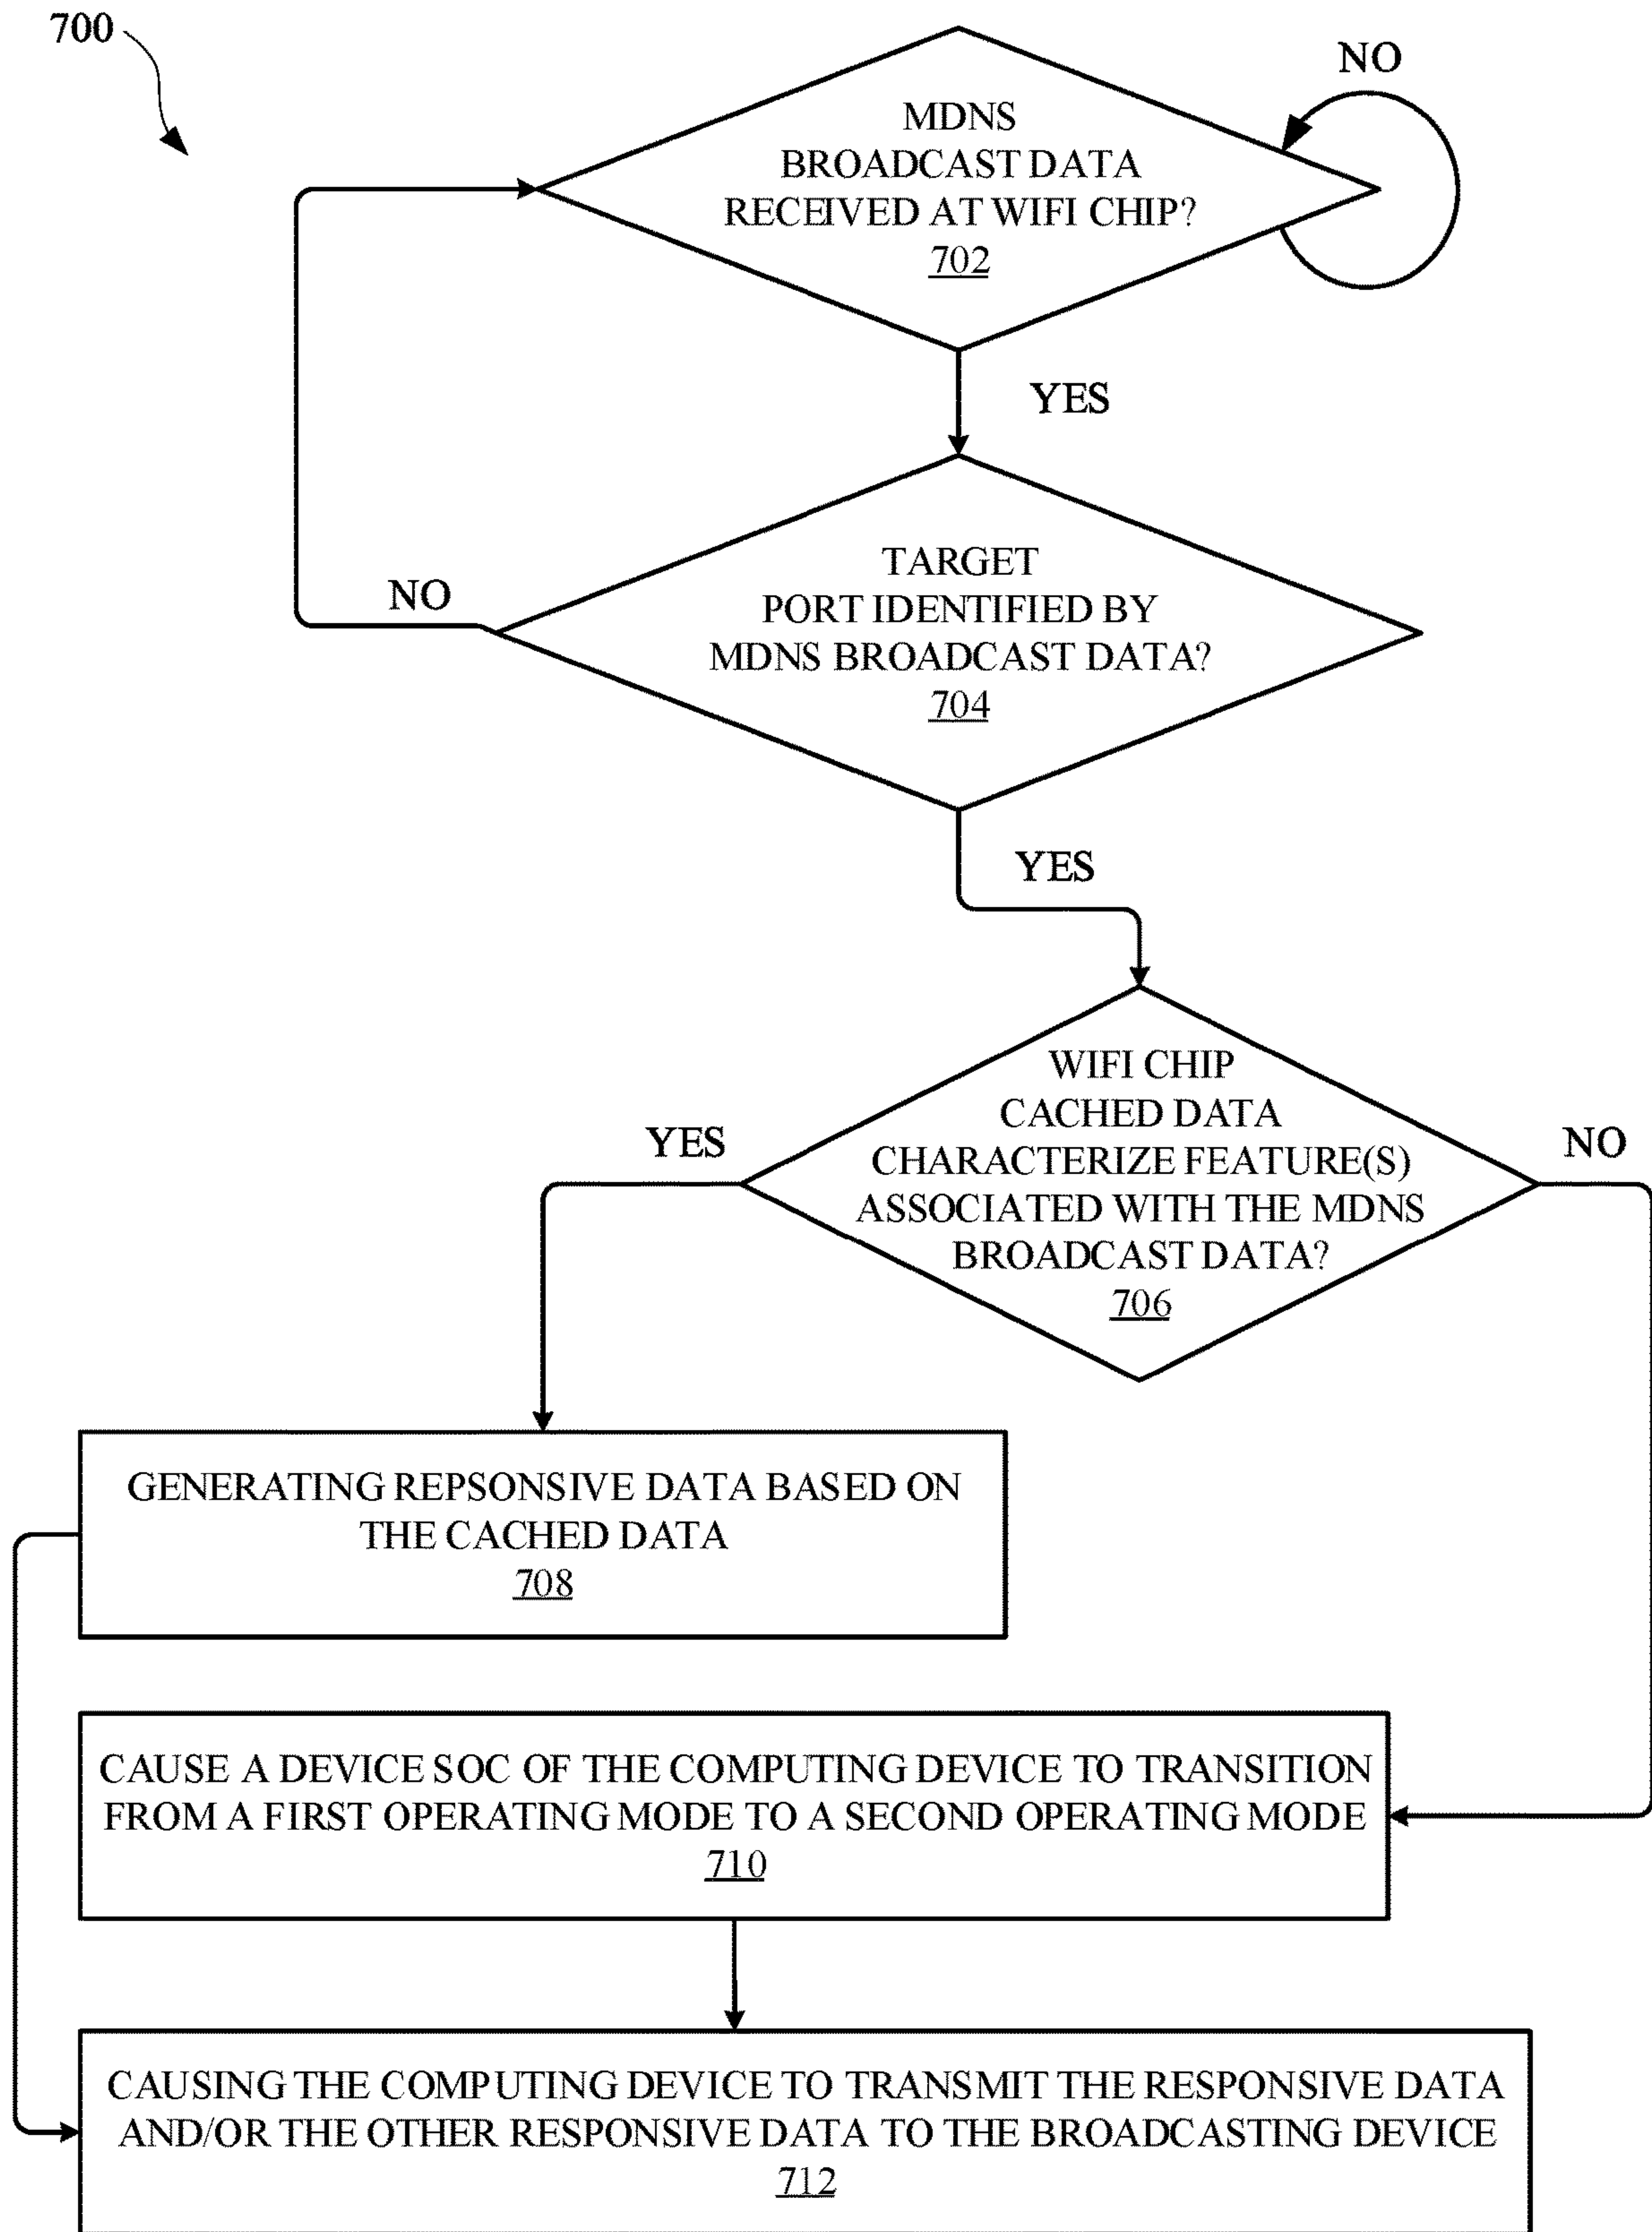 700
NO
MDNS
BROADCAST DATA
RECEIVED AT WIFI CHIP?
702
YES
TARGET
PORT IDENTIFIED BY
MDNS BROADCAST DATA?
704
NO
YES
WIFI CHIP
CACHED DATA
CHARACTERIZE FEATURE(S)
ASSOCIATED WITH THE MDNS
BROADCAST DATA?
706
YES
NO
GENERATING REPSONSIVE DATA BASED ON
THE CACHED DATA
708
CAUSE A DEVICE SOC OF THE COMPUTING DEVICE TO TRANSITION
FROM A FIRST OPERATING MODE TO A SECOND OPERATING MODE
710
CAUSING THE COMPUTING DEVICE TO TRANSMIT THE RESPONSIVE DATA
AND/OR THE OTHER RESPONSIVE DATA TO THE BROADCASTING DEVICE
712